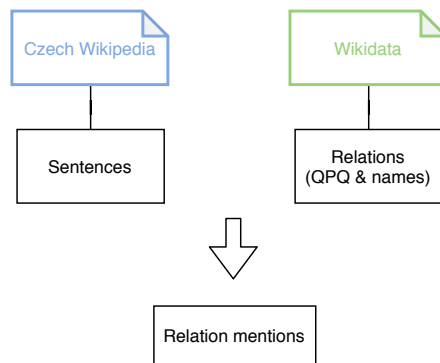 Czech Wikipedia
Wikidata
Sentences
Relations
(QPQ & names)
Relation mentions